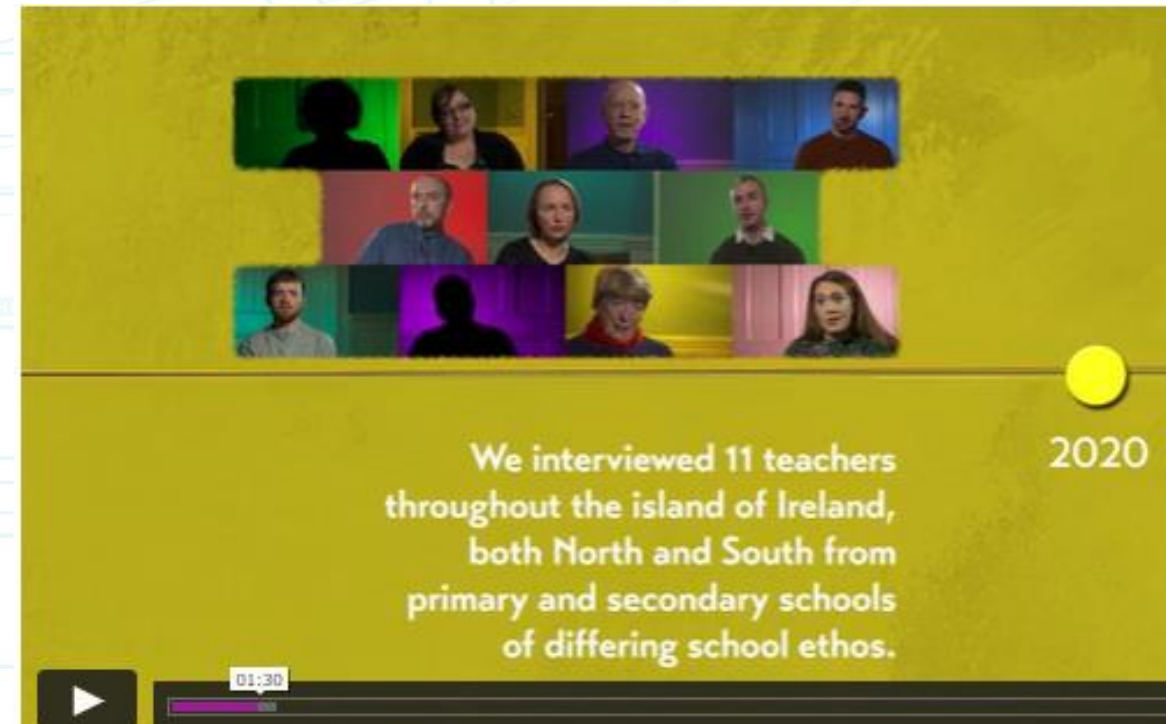 We interviewed 11 teachers
throughout the island of Ireland,
both North and South from
primary and secondary schools
of differing school ethos.
2020
01:30